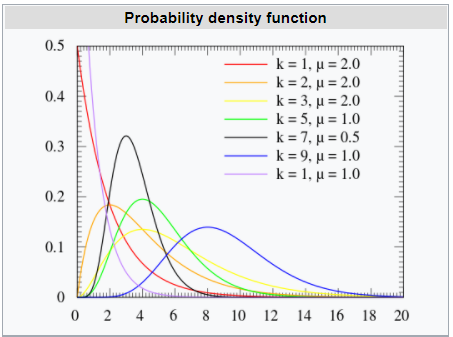 Probability density function
0.5
0.4
0.3
0.2
0.1
0
k = 1, μ = 2.0
k = 2, μ = 2.0
k = 3, μ = 2.0
k = 5, μ = 1.0
k = 7, μ = 0.5
k = 9, μ = 1.0
k = 1, μ = 1.0
0 2 4 6 8 10 12 14 16 18 20